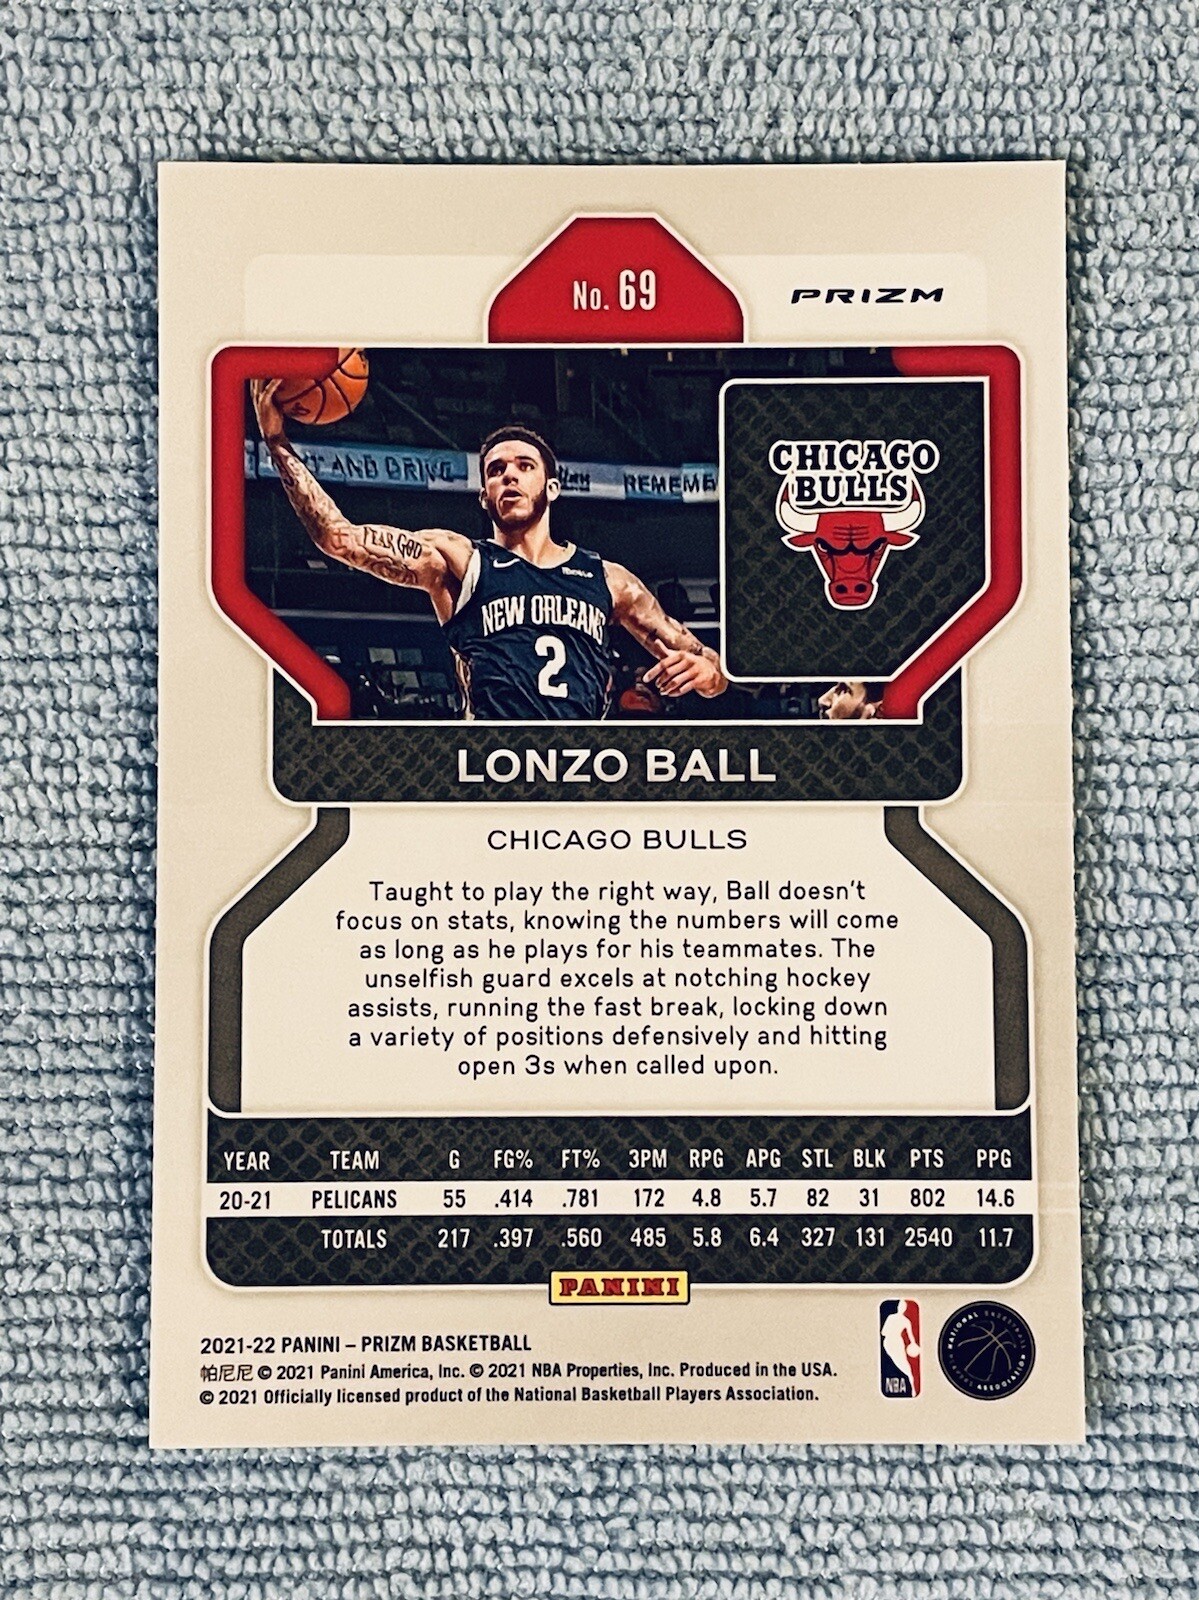 No. 69
PRIZM
AND DRIVE
REMEMB
FEAR GOD
NEW ORLEANS
2
CHICAGO
BULLS
LONZO BALL
CHICAGO BULLS
Taught to play the right way, Ball doesn't
focus on stats, knowing the numbers will come
as long as he plays for his teammates. The
unselfish guard excels at notching hockey
assists, running the fast break, locking down
a variety of positions defensively and hitting
open 3s when called upon.
YEAR TEAM G FG% FT% 3PM RPG APG STL BLK PTS PPG
20-21 PELICANS 55 .414 .781 172 4.8 5.7 82 31 802 14.6
TOTALS 217 .397 .560 485 5.8 6.4 327 131 2540 11.7
PANINI
2021-22 PANINI – PRIZM BASKETBALL
帕尼尼 © 2021 Panini America, Inc. © 2021 NBA Properties, Inc. Produced in the USA.
© 2021 Officially licensed product of the National Basketball Players Association.
NBA
NATIONAL BASKETBALL
PLAYERS ASSOCIATION